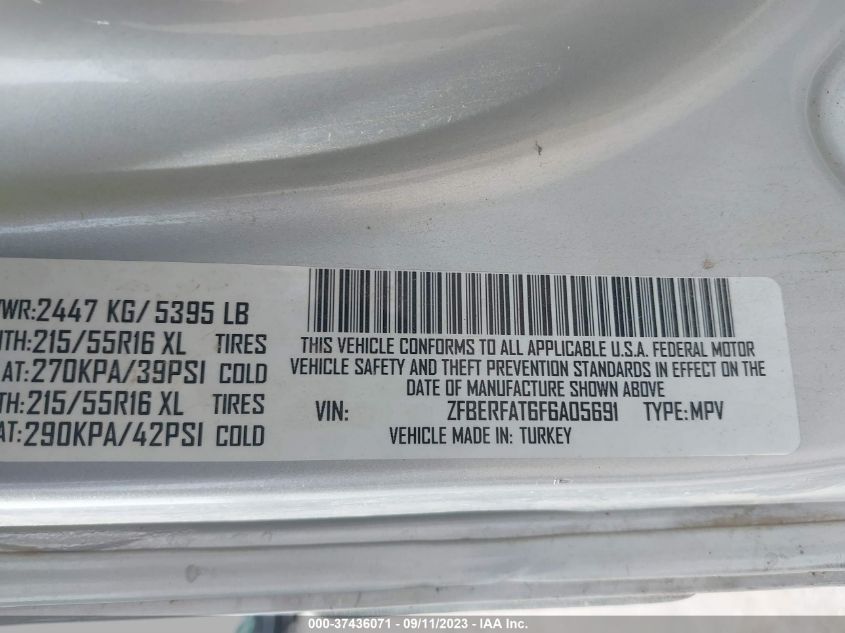 WR:2447 KG/ 5395 LB
ITH:215/55R16 XL TIRES
AT:270KPA/39PSI COLD
TH:215/55R16 XL TIRES
AT:290KPA/42PSI COLD
THIS VEHICLE CONFORMS TO ALL APPLICABLE U.S.A. FEDERAL MOTOR
VEHICLE SAFETY AND THEFT PREVENTION STANDARDS IN EFFECT ON THE
DATE OF MANUFACTURE SHOWN ABOVE
VIN: ZFBERFAT6F6A05691 TYPE:MPV
VEHICLE MADE IN: TURKEY
000-37436071 - 09/11/2023 - IAA Inc.